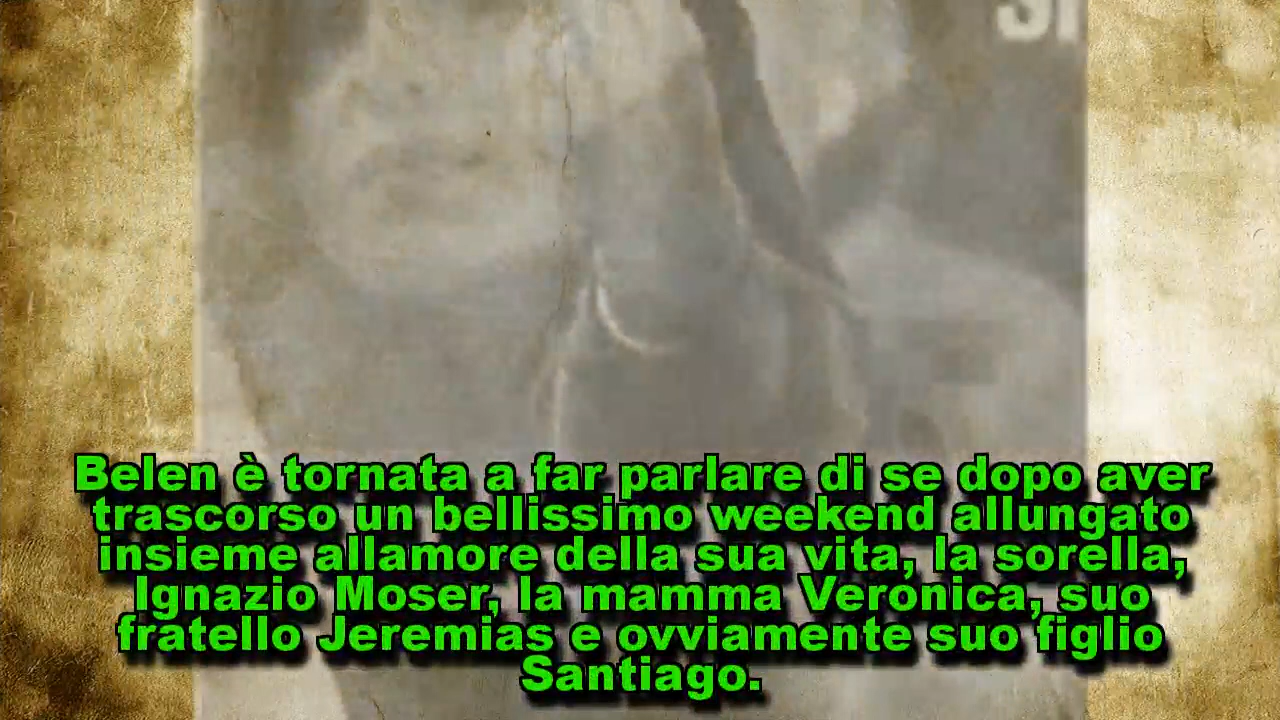 Belen è tornata a far parlare di se dopo aver
trascorso un bellissimo weekend allungato
insieme allamore della sua vita, la sorella,
Ignazio Moser, la mamma Veronica, suo
fratello Jeremias e ovviamente suo figlio
Santiago.